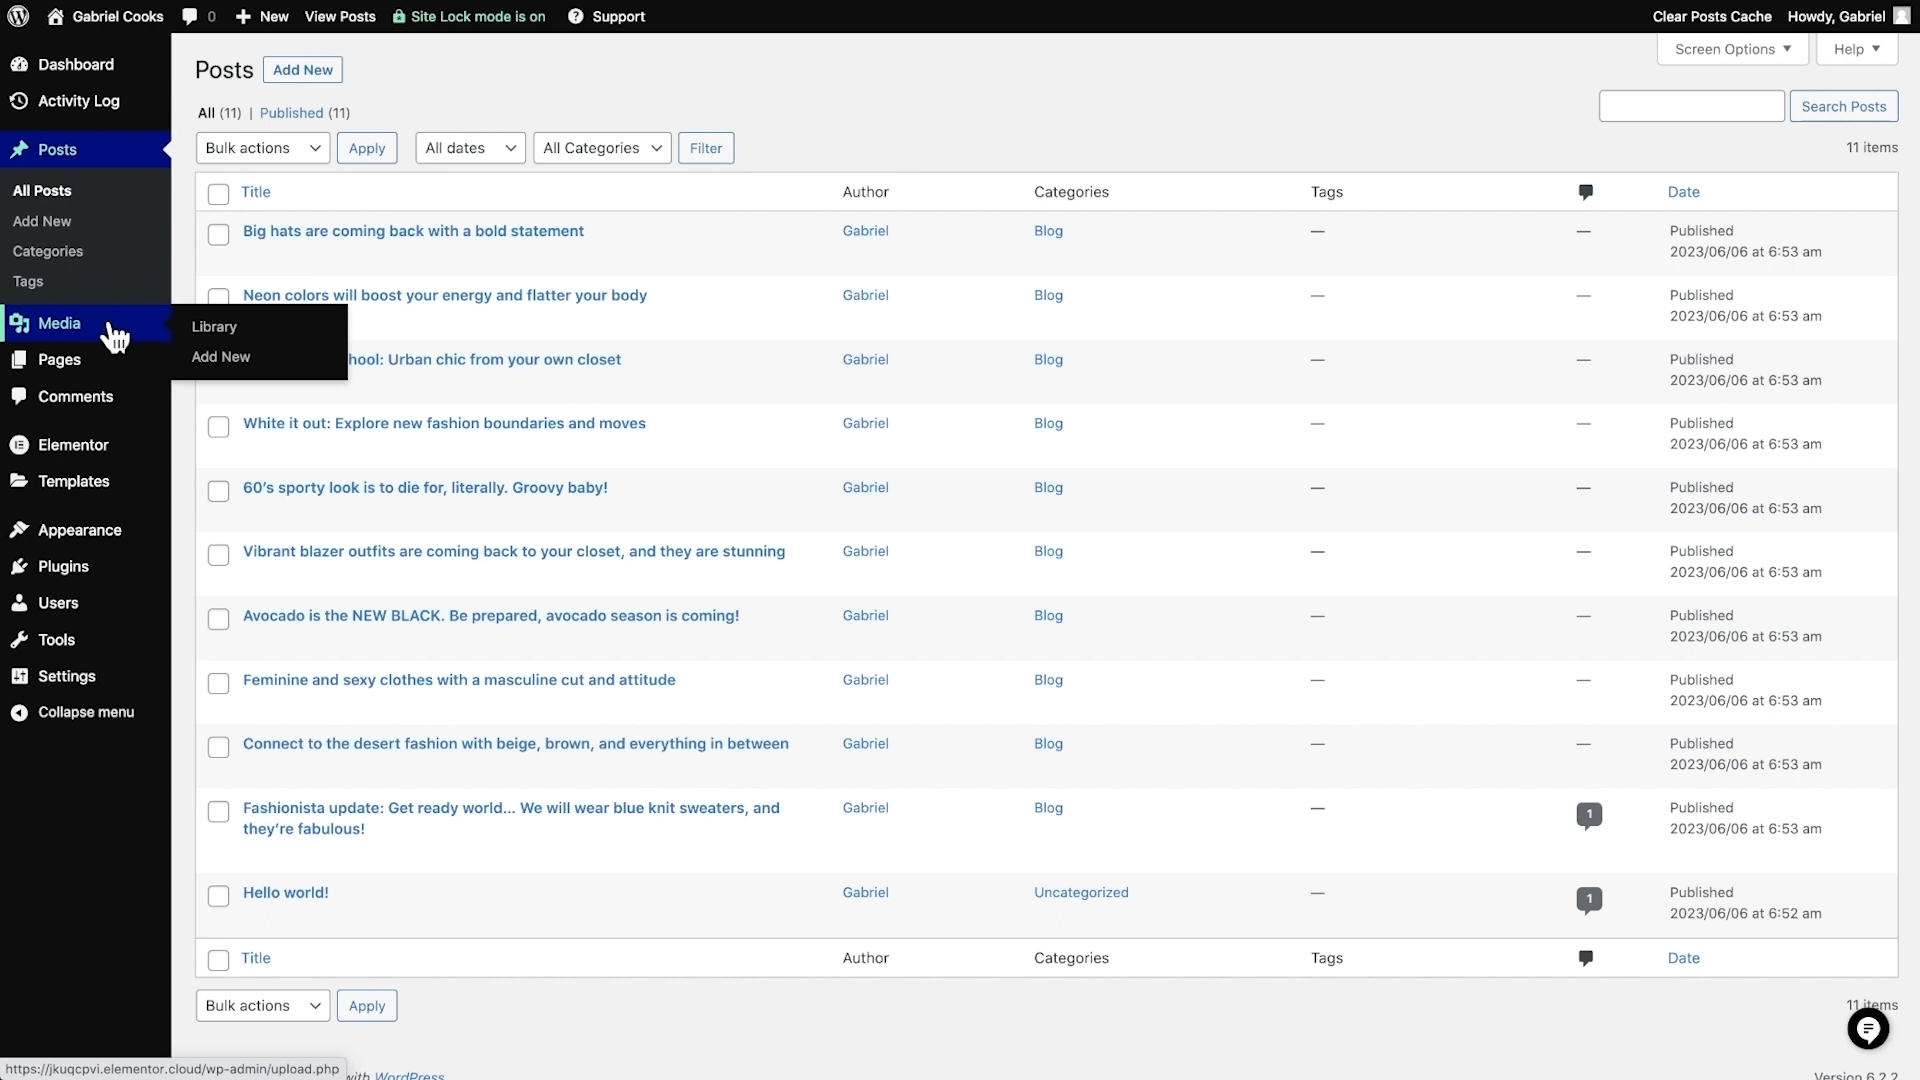 Gabriel Cooks 0 New View Posts Site Lock mode is on Support Clear Posts Cache Howdy, Gabriel
Screen Options Help
Dashboard
Activity Log
Posts
All Posts
Add New
Categories
Tags
Media
Library
Add New
Pages
Comments
Elementor
Templates
Appearance
Plugins
Users
Tools
Settings
Collapse menu
Posts Add New
All (11) | Published (11)
Search Posts
Bulk actions Apply All dates All Categories Filter 11 items
Title Author Categories Tags Date
Big hats are coming back with a bold statement Gabriel Blog — — Published
2023/06/06 at 6:53 am
Neon colors will boost your energy and flatter your body Gabriel Blog — — Published
2023/06/06 at 6:53 am
hool: Urban chic from your own closet Gabriel Blog — — Published
2023/06/06 at 6:53 am
White it out: Explore new fashion boundaries and moves Gabriel Blog — — Published
2023/06/06 at 6:53 am
60’s sporty look is to die for, literally. Groovy baby! Gabriel Blog — — Published
2023/06/06 at 6:53 am
Vibrant blazer outfits are coming back to your closet, and they are stunning Gabriel Blog — — Published
2023/06/06 at 6:53 am
Avocado is the NEW BLACK. Be prepared, avocado season is coming! Gabriel Blog — — Published
2023/06/06 at 6:53 am
Feminine and sexy clothes with a masculine cut and attitude Gabriel Blog — — Published
2023/06/06 at 6:53 am
Connect to the desert fashion with beige, brown, and everything in between Gabriel Blog — — Published
2023/06/06 at 6:53 am
Fashionista update: Get ready world… We will wear blue knit sweaters, and Gabriel Blog — 1 Published
they’re fabulous! 2023/06/06 at 6:53 am
Hello world! Gabriel Uncategorized — 1 Published
2023/06/06 at 6:52 am
Title Author Categories Tags Date
Bulk actions Apply 11 items
https://jkuqcpvi.elementor.cloud/wp-admin/upload.php with WordPress Version 6.2.2